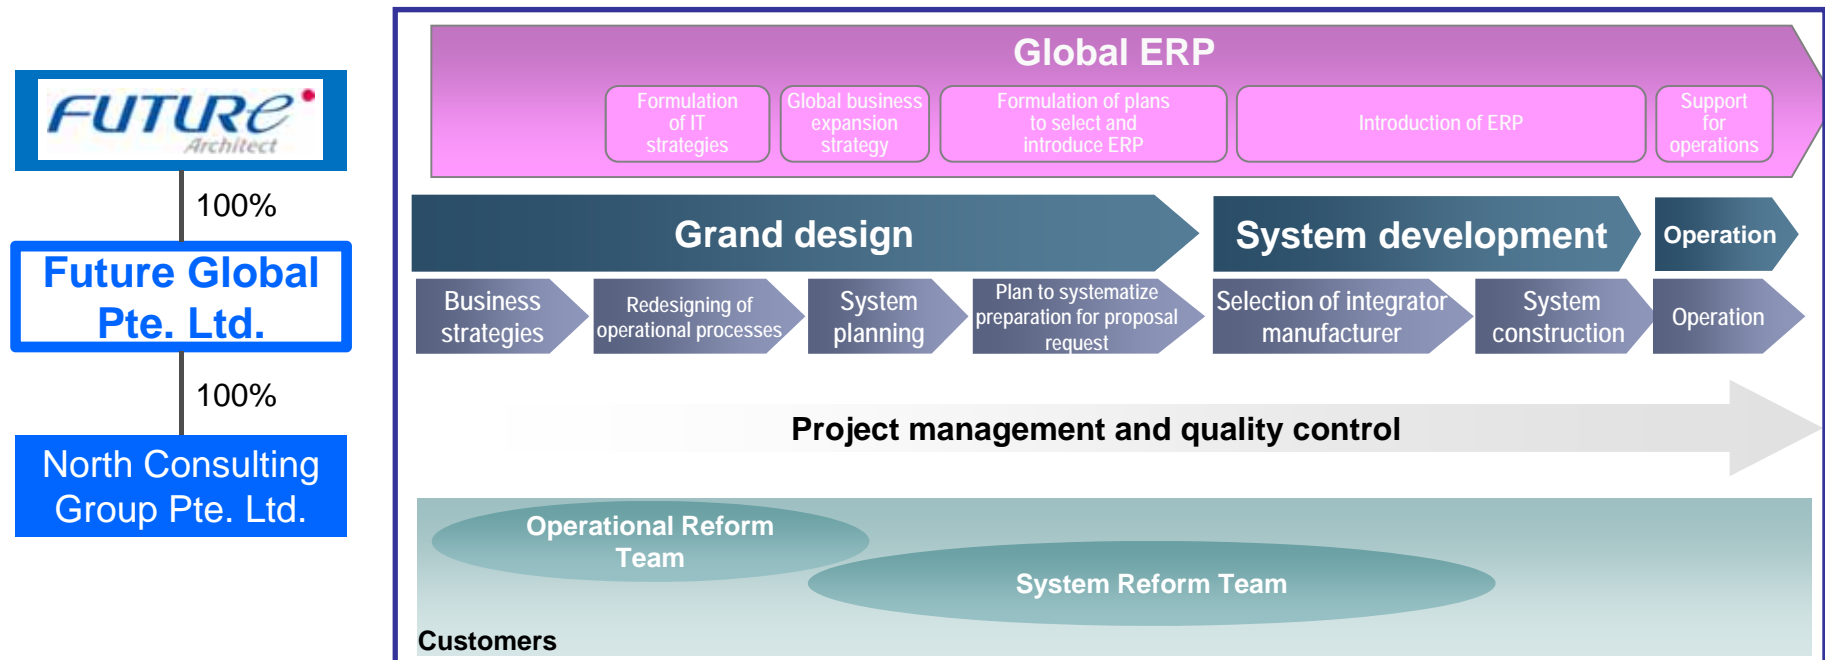 FUTURe
Architect
100%
Future Global
Pte. Ltd.
100%
North Consulting
Group Pte. Ltd.
Global ERP
Formulation
of IT
strategies
Global business
expansion
strategy
Formulation of plans
to select and
introduce ERP
Introduction of ERP
Support
for
operations
Grand design
System development
Operation
Business
strategies
Redesigning of
operational processes
System
planning
Plan to systematize
preparation for proposal
request
Selection of integrator
manufacturer
System
construction
Operation
Project management and quality control
Operational Reform
Team
System Reform Team
Customers